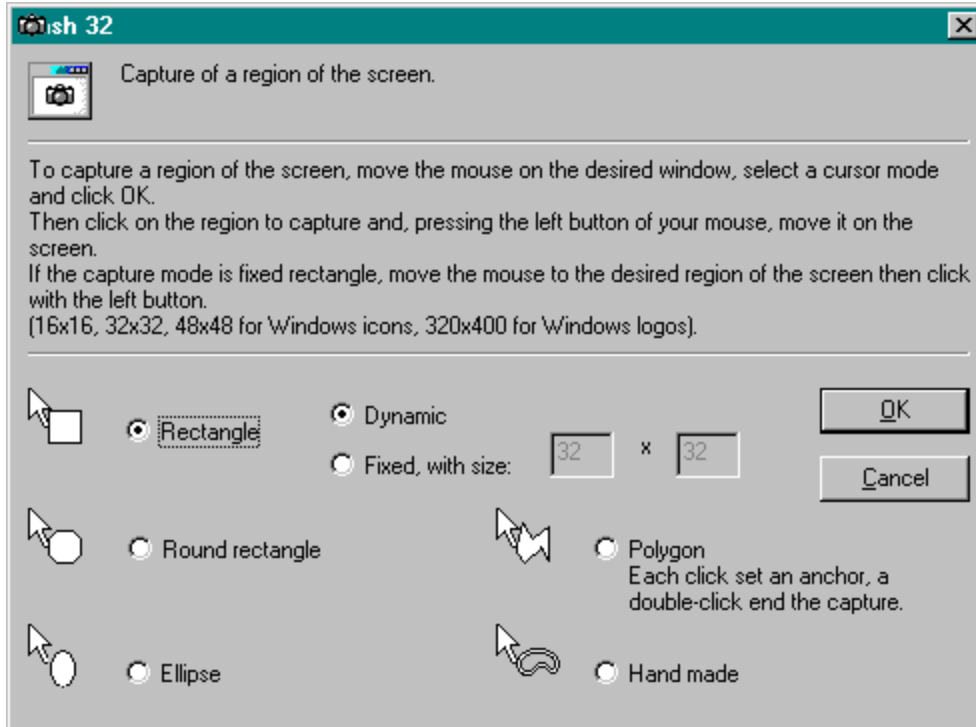 ash 32
Capture of a region of the screen.
To capture a region of the screen, move the mouse on the desired window, select a cursor mode
and click OK.
Then click on the region to capture and, pressing the left button of your mouse, move it on the
screen.
If the capture mode is fixed rectangle, move the mouse to the desired region of the screen then click
with the left button.
(16x16, 32x32, 48x48 for Windows icons, 320x400 for Windows logos).
Rectangle
Dynamic
Fixed, with size: 32 x 32
OK
Cancel
Round rectangle
Polygon
Each click set an anchor, a
double-click end the capture.
Ellipse
Hand made